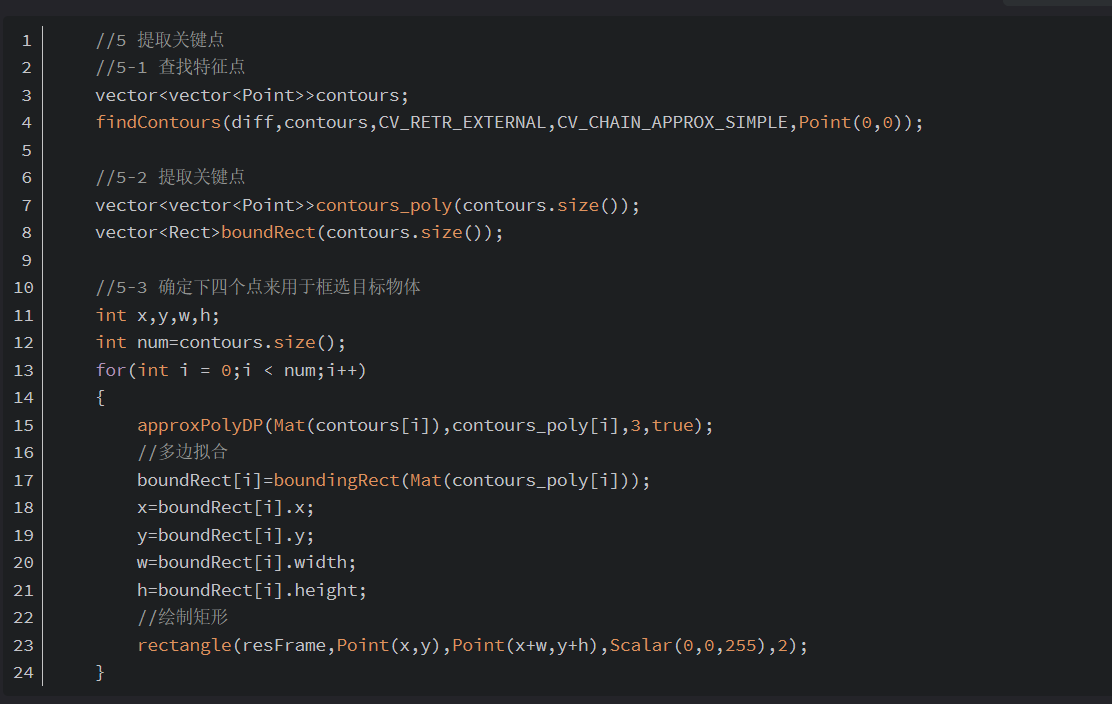 1 //5 提取关键点
2 //5-1 查找特征点
3 vector<vector<Point>>contours;
4 findContours(diff,contours,CV_RETR_EXTERNAL,CV_CHAIN_APPROX_SIMPLE,Point(0,0));
5
6 //5-2 提取关键点
7 vector<vector<Point>>contours_poly(contours.size());
8 vector<Rect>boundRect(contours.size());
9
10 //5-3 确定下四个点来用于框选目标物体
11 int x,y,w,h;
12 int num=contours.size();
13 for(int i = 0;i < num;i++)
14 {
15 approxPolyDP(Mat(contours[i]),contours_poly[i],3,true);
16 //多边拟合
17 boundRect[i]=boundingRect(Mat(contours_poly[i]));
18 x=boundRect[i].x;
19 y=boundRect[i].y;
20 w=boundRect[i].width;
21 h=boundRect[i].height;
22 //绘制矩形
23 rectangle(resFrame,Point(x,y),Point(x+w,y+h),Scalar(0,0,255),2);
24 }